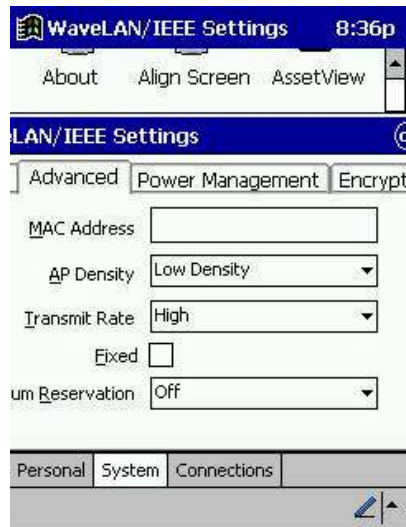 WaveLAN/IEEE Settings 8:36p
About Align Screen AssetView
LAN/IEEE Settings
Advanced Power Management Encrypt
MAC Address
AP Density Low Density
Transmit Rate High
Fixed
um Reservation Off
Personal System Connections